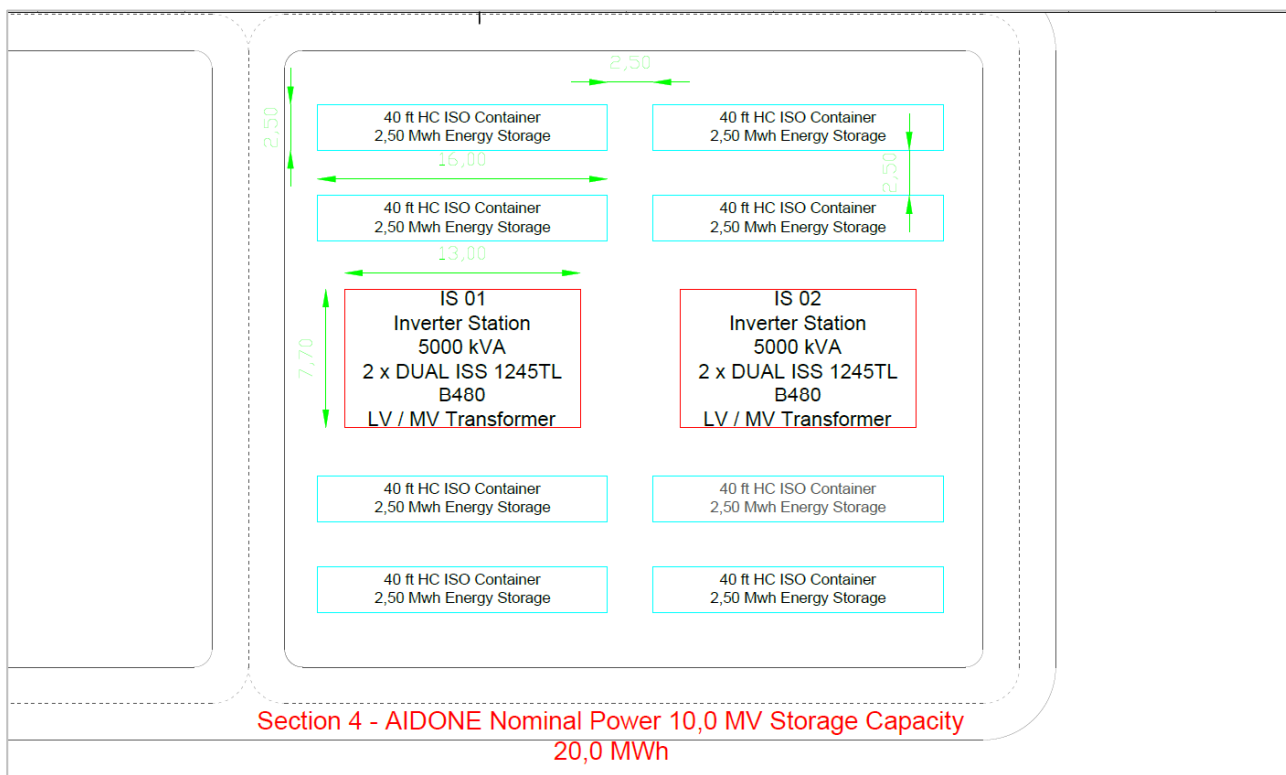 2,50
2,50
40 ft HC ISO Container
2,50 Mwh Energy Storage
40 ft HC ISO Container
2,50 Mwh Energy Storage
16,00
2,50
40 ft HC ISO Container
2,50 Mwh Energy Storage
40 ft HC ISO Container
2,50 Mwh Energy Storage
13,00
7,70
IS 01
Inverter Station
5000 kVA
2 x DUAL ISS 1245TL
B480
LV / MV Transformer
IS 02
Inverter Station
5000 kVA
2 x DUAL ISS 1245TL
B480
LV / MV Transformer
40 ft HC ISO Container
2,50 Mwh Energy Storage
40 ft HC ISO Container
2,50 Mwh Energy Storage
40 ft HC ISO Container
2,50 Mwh Energy Storage
40 ft HC ISO Container
2,50 Mwh Energy Storage
Section 4 - AIDONE Nominal Power 10,0 MV Storage Capacity
20,0 MWh